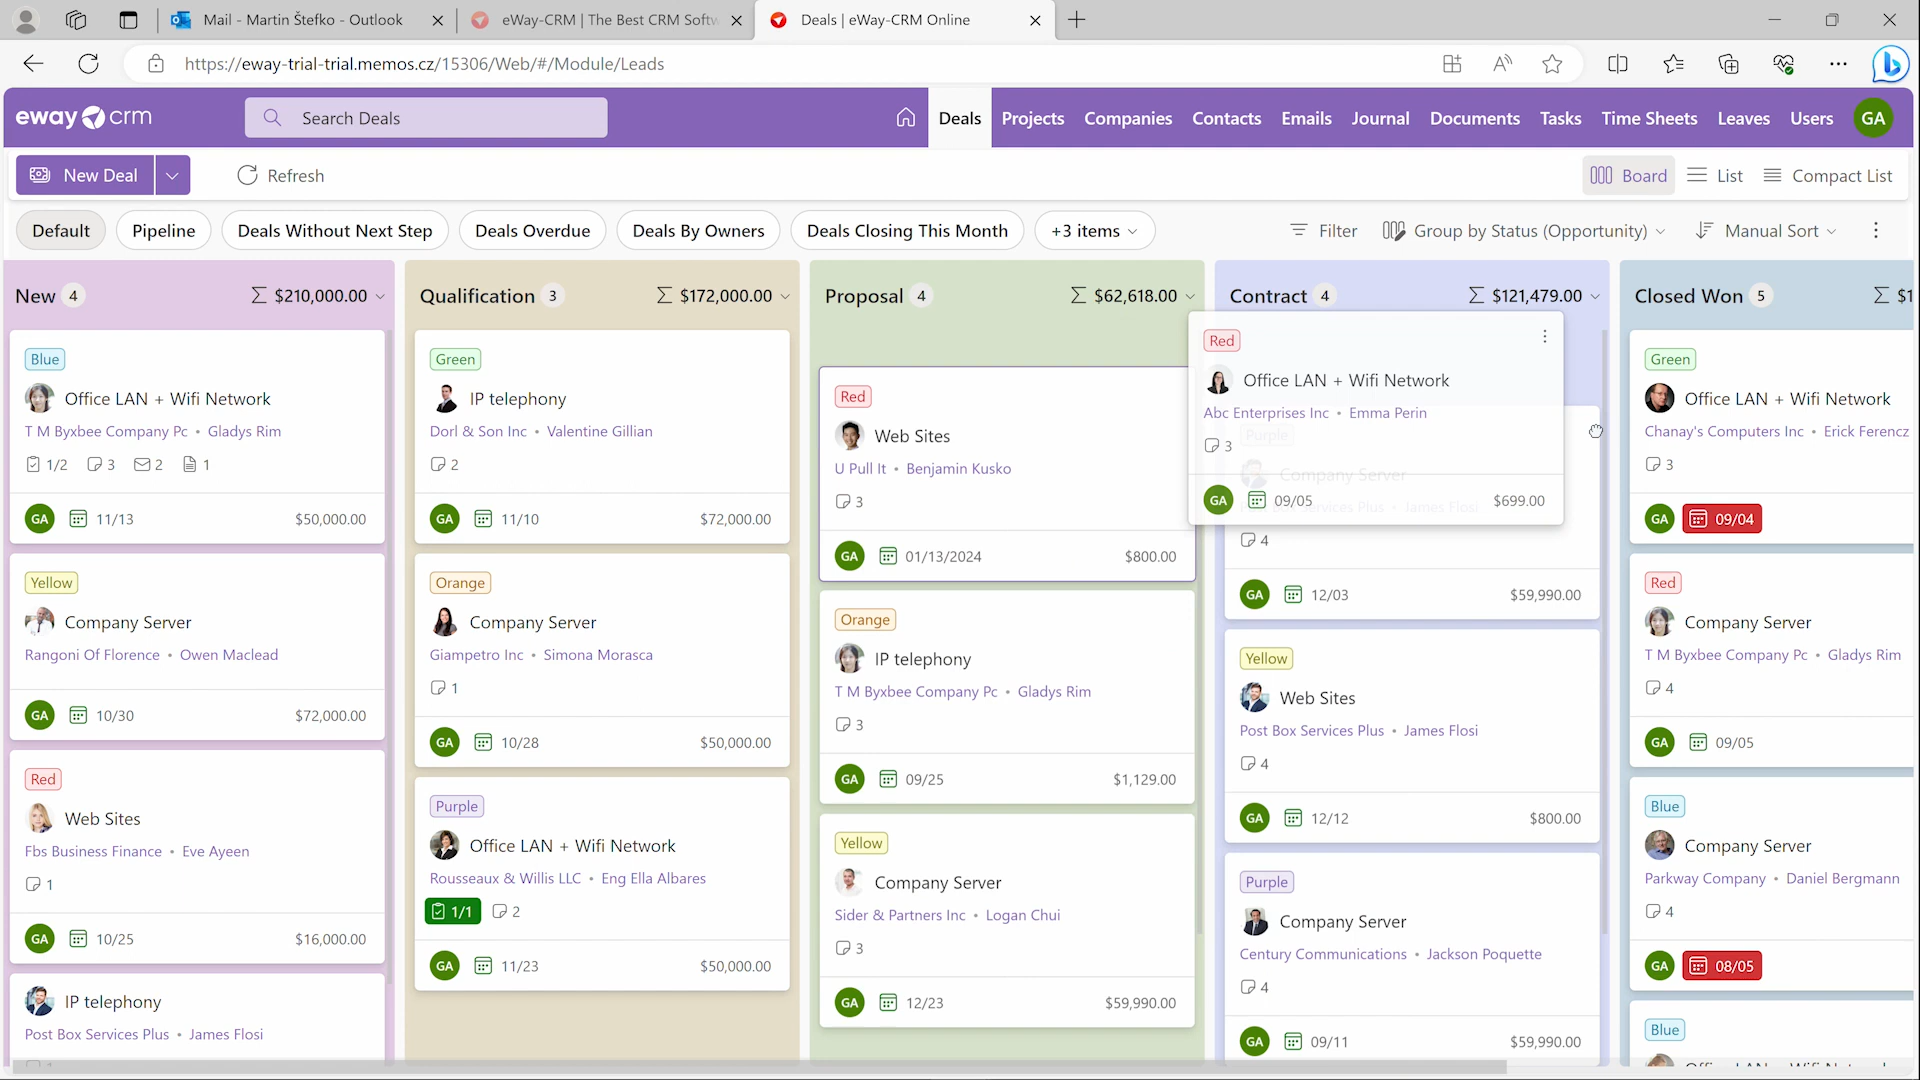 Mail - Martin Štefko - Outlook
eWay-CRM | The Best CRM Softw
Deals | eWay-CRM Online
https://eway-trial-trial.memos.cz/15306/Web/#/Module/Leads
eway crm
Search Deals
Deals
Projects
Companies
Contacts
Emails
Journal
Documents
Tasks
Time Sheets
Leaves
Users
GA
New Deal
Refresh
Board
List
Compact List
Default
Pipeline
Deals Without Next Step
Deals Overdue
Deals By Owners
Deals Closing This Month
+3 items
Filter
Group by Status (Opportunity)
Manual Sort
New 4
∑ $210,000.00
Blue
Office LAN + Wifi Network
T M Byxbee Company Pc • Gladys Rim
1/2 3 2 1
GA 11/13 $50,000.00
Yellow
Company Server
Rangoni Of Florence • Owen Maclead
GA 10/30 $72,000.00
Red
Web Sites
Fbs Business Finance • Eve Ayeen
1
GA 10/25 $16,000.00
IP telephony
Post Box Services Plus • James Flosi
Qualification 3
∑ $172,000.00
Green
IP telephony
Dorl & Son Inc • Valentine Gillian
2
GA 11/10 $72,000.00
Orange
Company Server
Giampetro Inc • Simona Morasca
1
GA 10/28 $50,000.00
Purple
Office LAN + Wifi Network
Rousseaux & Willis LLC • Eng Ella Albares
1/1 2
GA 11/23 $50,000.00
Proposal 4
∑ $62,618.00
Red
Web Sites
U Pull It • Benjamin Kusko
3
GA 01/13/2024 $800.00
Orange
IP telephony
T M Byxbee Company Pc • Gladys Rim
3
GA 09/25 $1,129.00
Yellow
Company Server
Sider & Partners Inc • Logan Chui
3
GA 12/23 $59,990.00
Contract 4
∑ $121,479.00
Red
Office LAN + Wifi Network
Abc Enterprises Inc • Emma Perin
3
GA 09/05 $699.00
Purple
Company Server
Services Plus • James Flosi
4
GA 12/03 $59,990.00
Yellow
Web Sites
Post Box Services Plus • James Flosi
4
GA 12/12 $800.00
Purple
Company Server
Century Communications • Jackson Poquette
4
GA 09/11 $59,990.00
Closed Won 5
∑ $1
Green
Office LAN + Wifi Network
Chanay's Computers Inc • Erick Ferencz
3
GA 09/04
Red
Company Server
T M Byxbee Company Pc • Gladys Rim
4
GA 09/05
Blue
Company Server
Parkway Company • Daniel Bergmann
4
GA 08/05
Blue